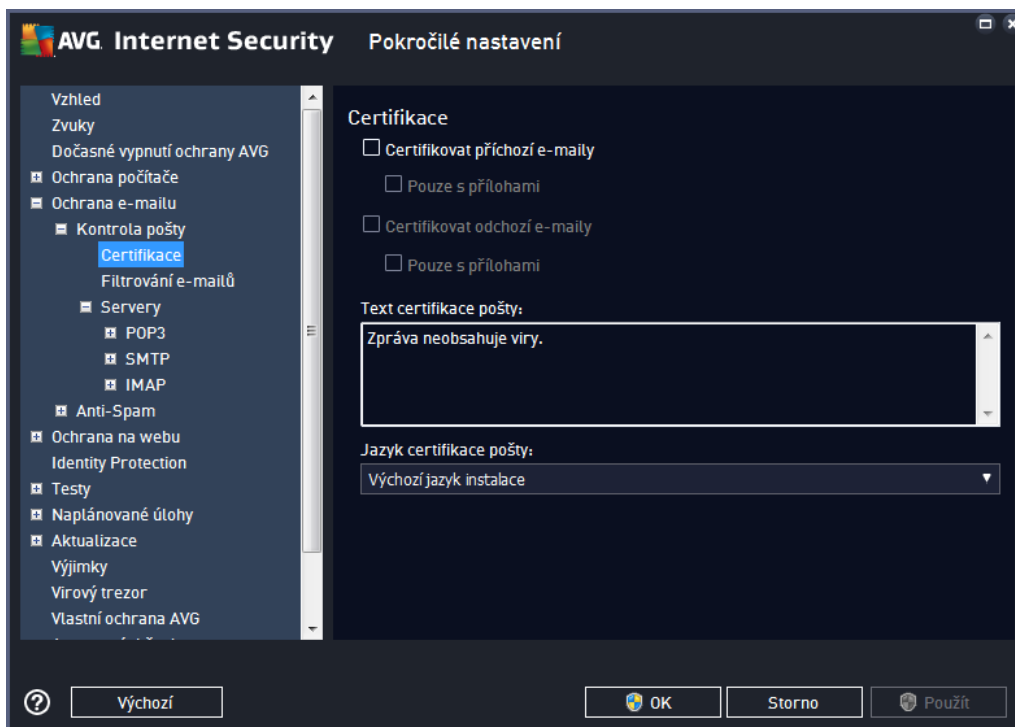 AVG. Internet Security Pokročilé nastavení
Vzhled
Zvuky
Dočasné vypnutí ochrany AVG
Ochrana počítače
Ochrana e-mailu
Kontrola pošty
Certifikace
Filtrování e-mailů
Servery
POP3
SMTP
IMAP
Anti-Spam
Ochrana na webu
Identity Protection
Testy
Naplánované úlohy
Aktualizace
Výjimky
Virový trezor
Vlastní ochrana AVG
Certifikace
Certifikovat příchozí e-maily
Pouze s přílohami
Certifikovat odchozí e-maily
Pouze s přílohami
Text certifikace pošty:
Zpráva neobsahuje viry.
Jazyk certifikace pošty:
Výchozí jazyk instalace
? Výchozí OK Storno Použít